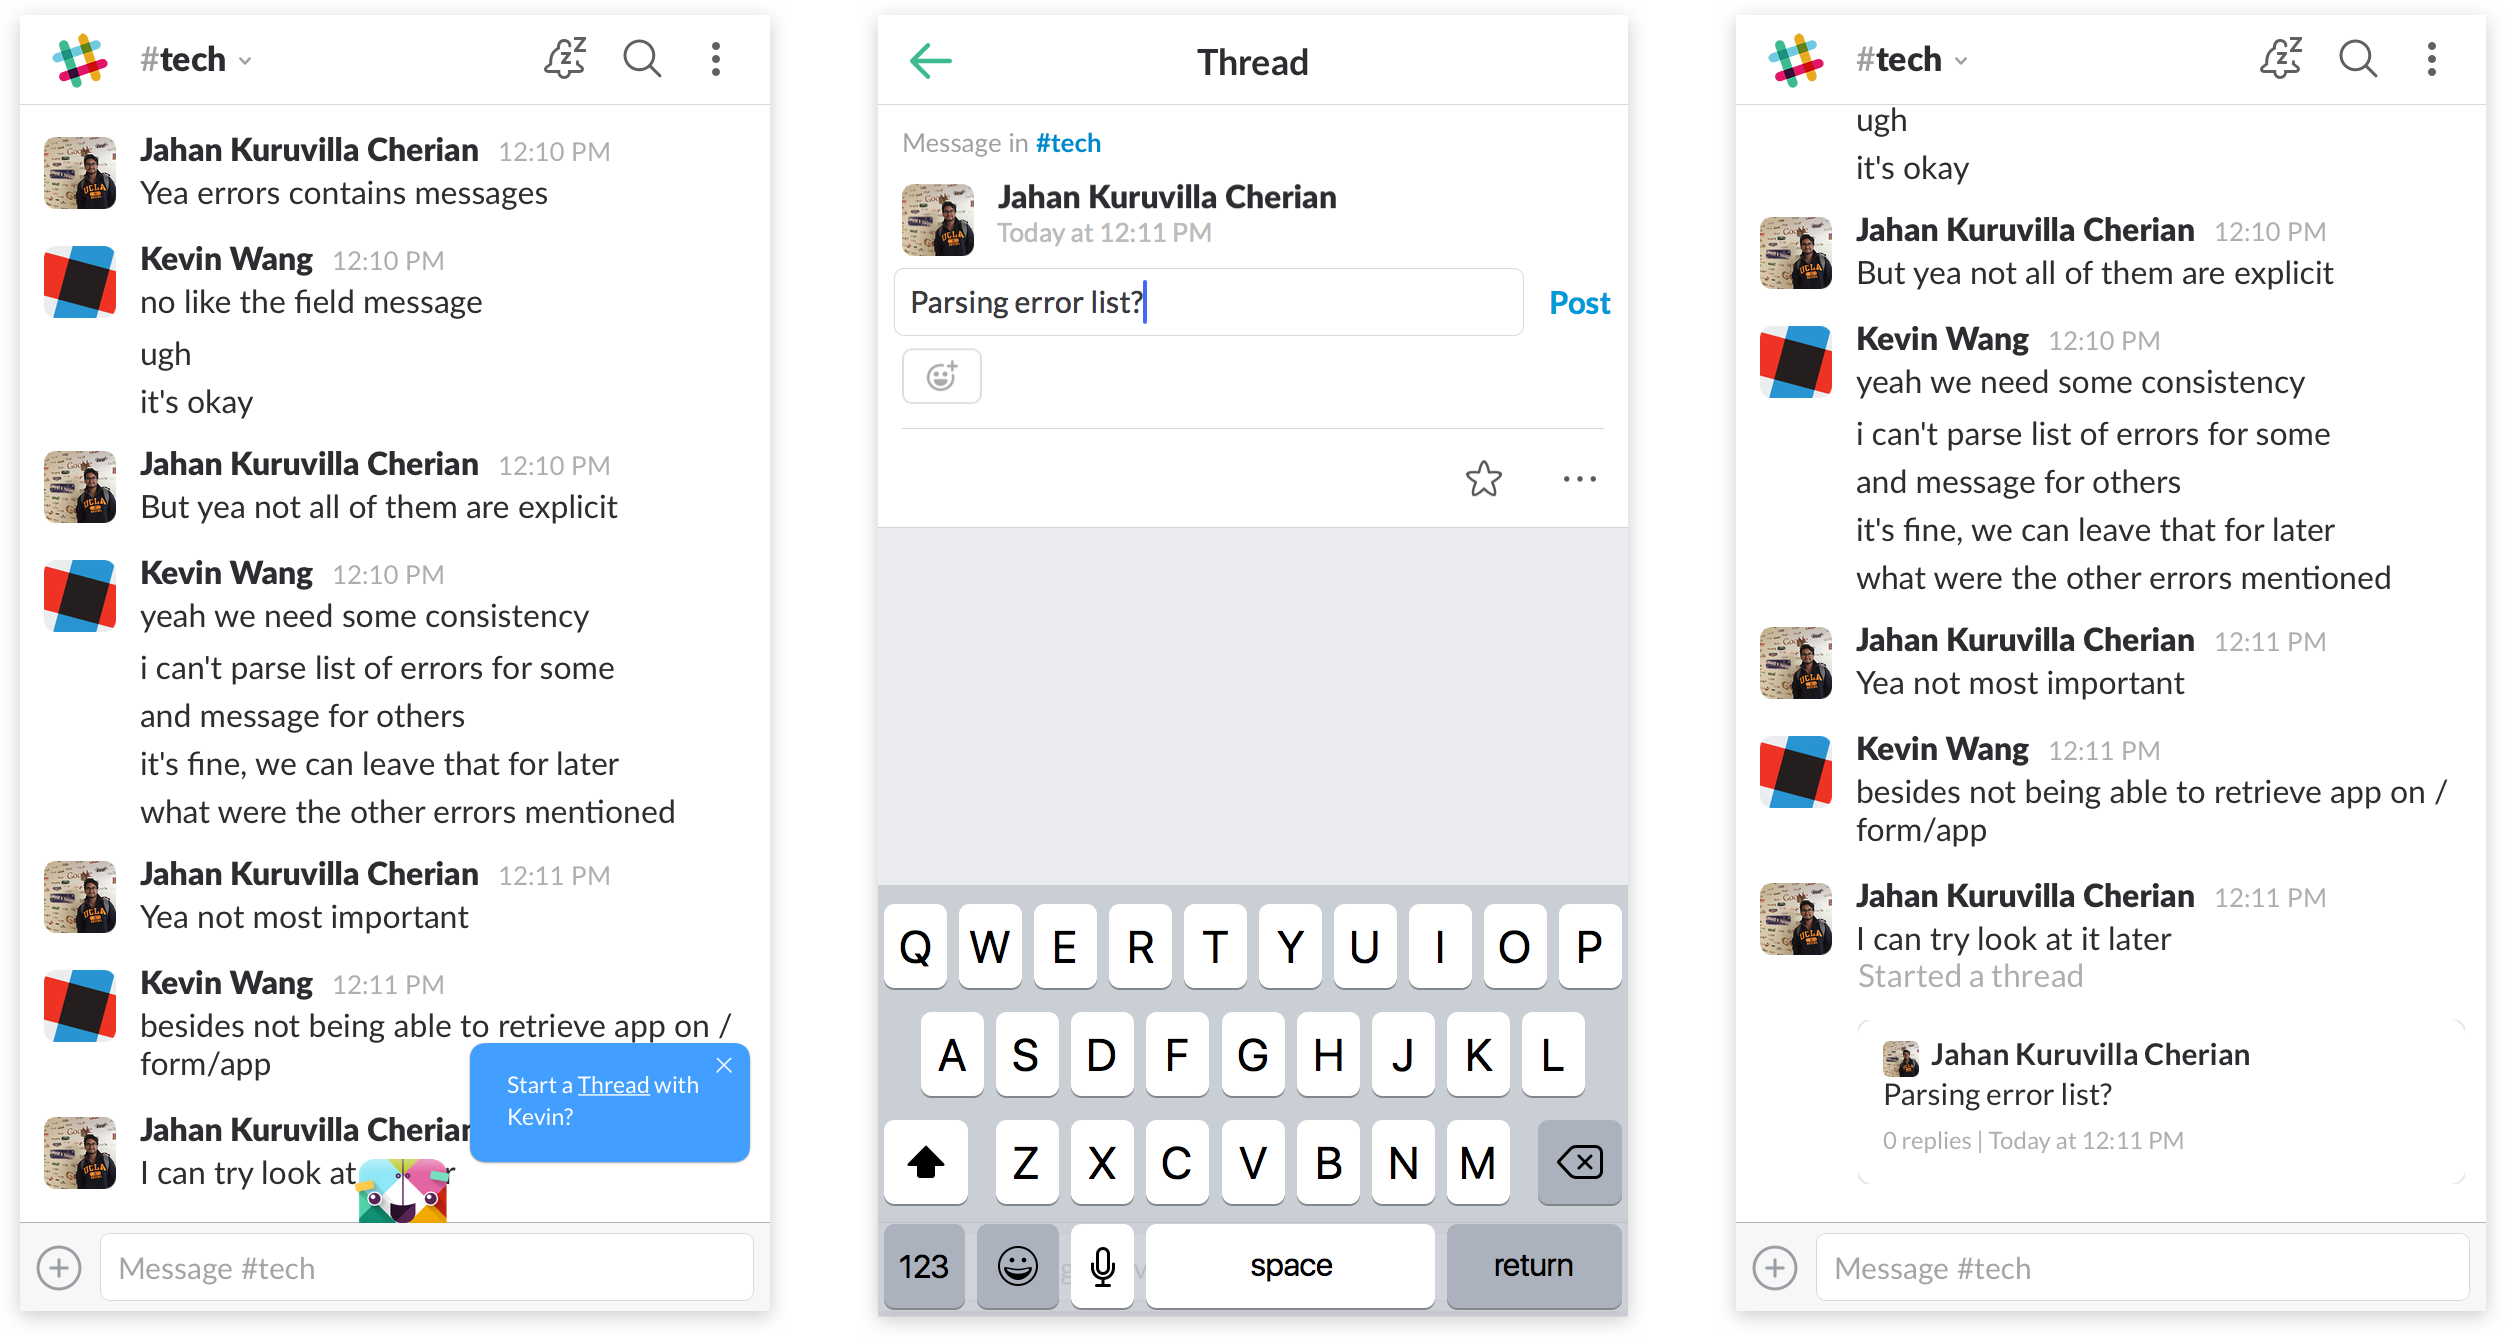 #tech
Jahan Kuruvilla Cherian 12:10 PM
Yea errors contains messages
Kevin Wang 12:10 PM
no like the field message
ugh
it's okay
Jahan Kuruvilla Cherian 12:10 PM
But yea not all of them are explicit
Kevin Wang 12:10 PM
yeah we need some consistency
i can't parse list of errors for some
and message for others
it's fine, we can leave that for later
what were the other errors mentioned
Jahan Kuruvilla Cherian 12:11 PM
Yea not most important
Kevin Wang 12:11 PM
besides not being able to retrieve app on /
form/app
Start a Thread with
Kevin?
Jahan Kuruvilla Cherian
I can try look at
Message #tech
Thread
Message in #tech
Jahan Kuruvilla Cherian
Today at 12:11 PM
Parsing error list?
Post
Q W E R T Y U I O P
A S D F G H J K L
Z X C V B N M
123 space return
#tech
ugh
it's okay
Jahan Kuruvilla Cherian 12:10 PM
But yea not all of them are explicit
Kevin Wang 12:10 PM
yeah we need some consistency
i can't parse list of errors for some
and message for others
it's fine, we can leave that for later
what were the other errors mentioned
Jahan Kuruvilla Cherian 12:11 PM
Yea not most important
Kevin Wang 12:11 PM
besides not being able to retrieve app on /
form/app
Jahan Kuruvilla Cherian 12:11 PM
I can try look at it later
Started a thread
Jahan Kuruvilla Cherian
Parsing error list?
0 replies | Today at 12:11 PM
Message #tech